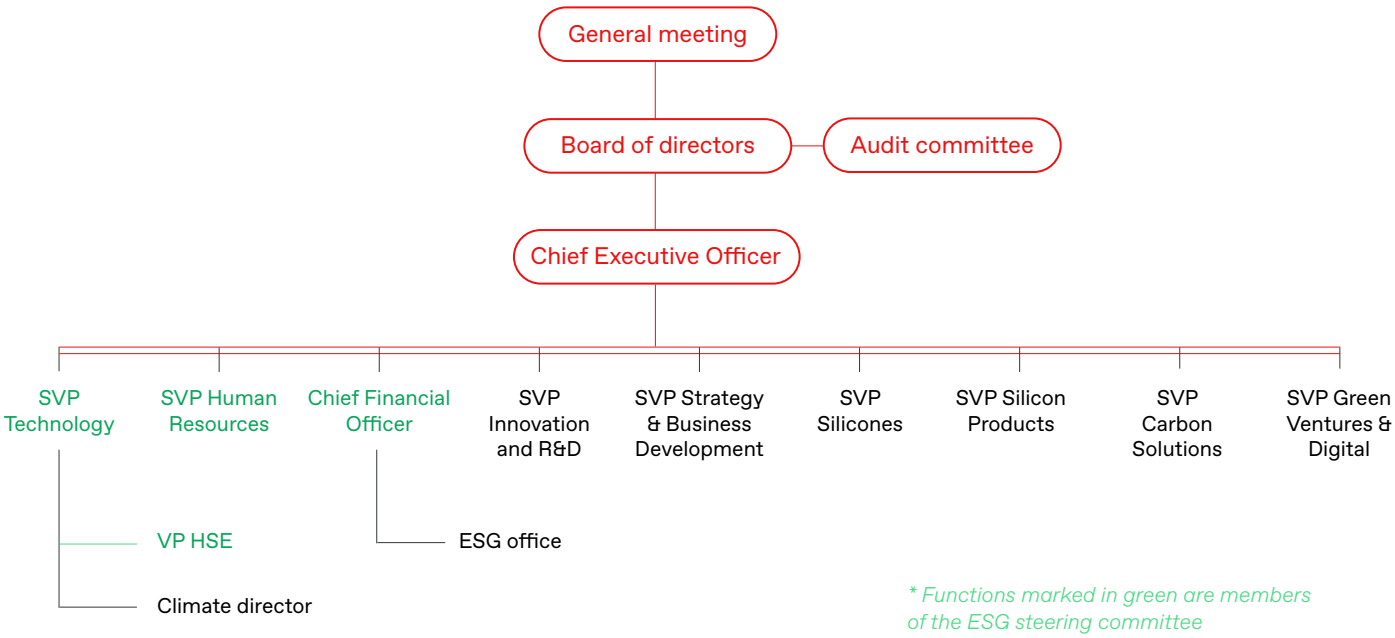 General meeting
Board of directors
Audit committee
Chief Executive Officer
SVP
Technology
SVP Human
Resources
Chief Financial
Officer
SVP
Innovation
and R&D
SVP Strategy
& Business
Development
SVP
Silicones
SVP Silicon
Products
SVP
Carbon
Solutions
SVP Green
Ventures &
Digital
VP HSE
ESG office
Climate director
* Functions marked in green are members
of the ESG steering committee